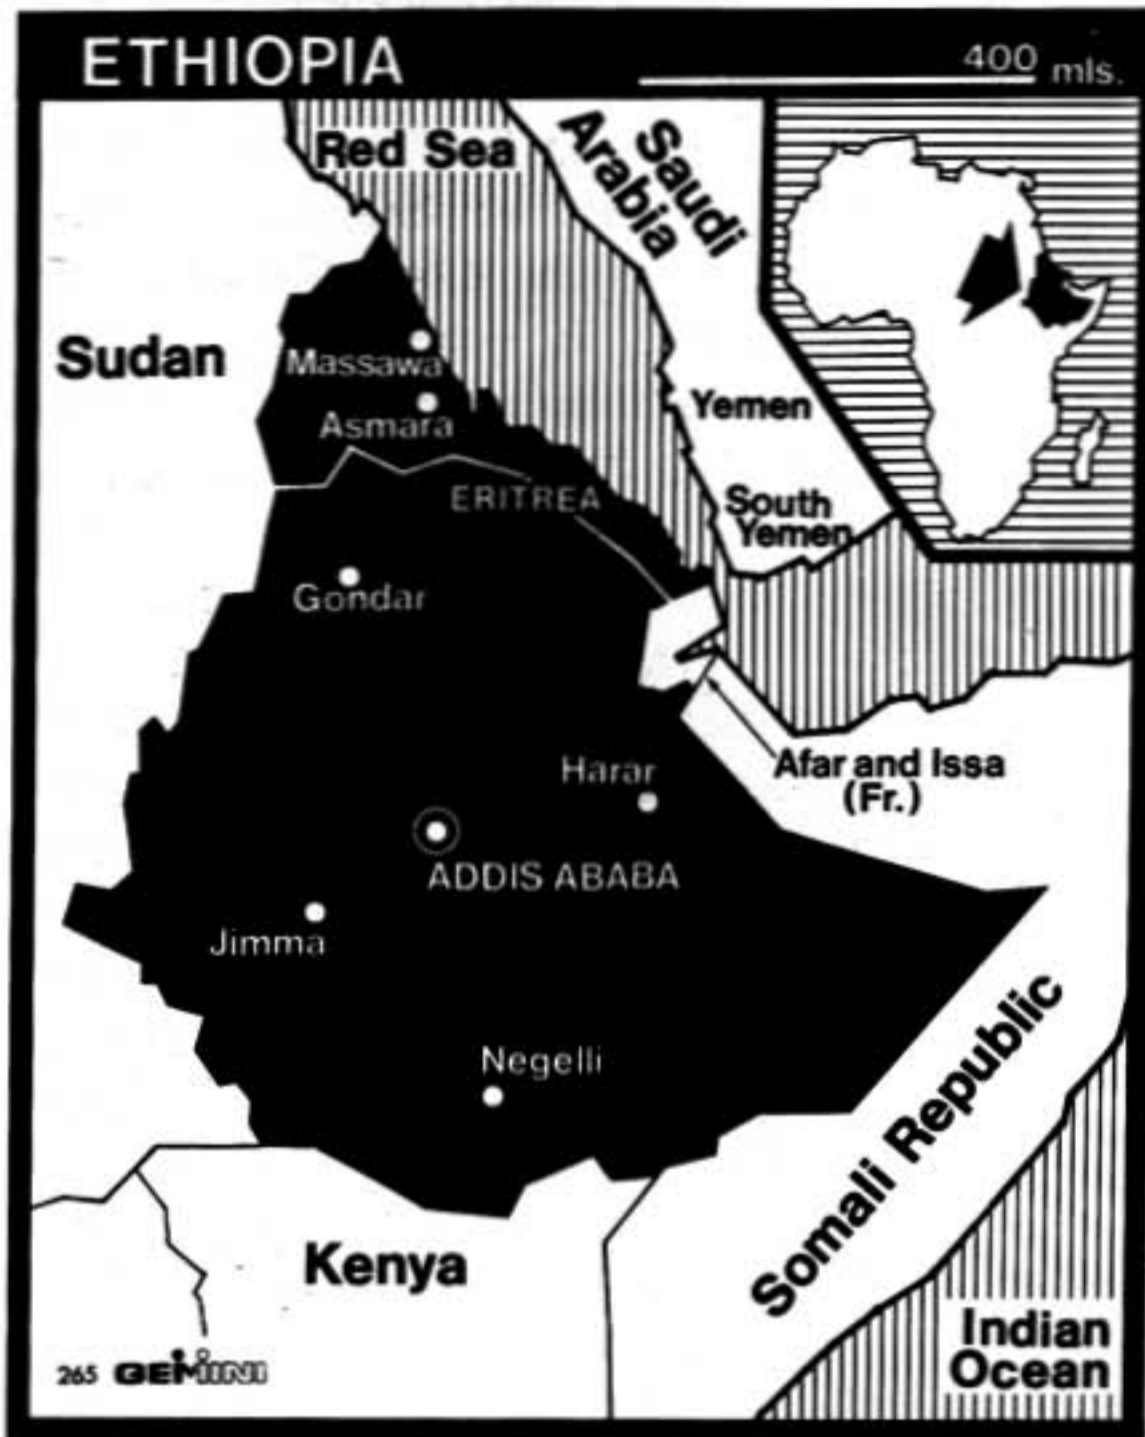 ETHIOPIA
400 mls.
Red Sea
Saudi
Arabia
Sudan
Massawa
Asmara
Yemen
ERITREA
South
Yemen
Gondar
Harar
Afar and Issa
(Fr.)
ADDIS ABABA
Jimma
Negelli
Somali Republic
Kenya
Indian
Ocean
265 GEMINI